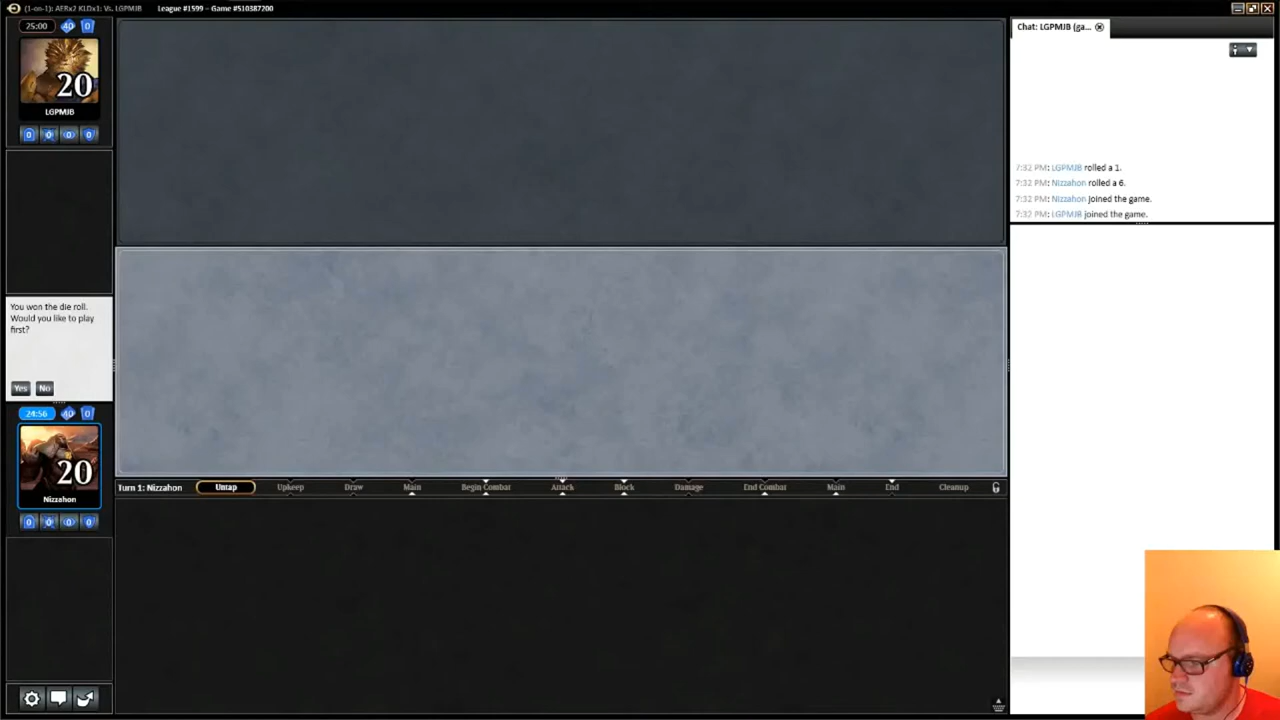 (1-on-1): AERx2 KLDx1: Vs. LGPMJB League #1599 - Game #510387200
25:00 40 0
20
LGPMJB
0 0 0 0
Chat: LGPMJB (ga...
7:32 PM: LGPMJB rolled a 1.
7:32 PM: Nizzahon rolled a 6.
7:32 PM: Nizzahon joined the game.
7:32 PM: LGPMJB joined the game.
You won the die roll.
Would you like to play
first?
Yes No
24:56 40 0
20
Nizzahon
0 0 0 0
Turn 1: Nizzahon Untap Upkeep Draw Main Begin Combat Attack Block Damage End Combat Main End Cleanup